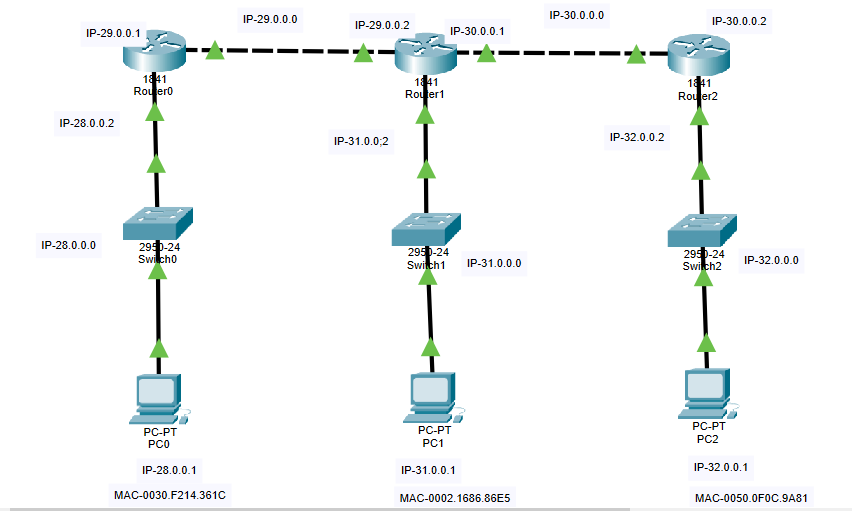 IP-29.0.0.0
IP-30.0.0.0
IP-29.0.0.1
IP-29.0.0.2
IP-30.0.0.1
IP-30.0.0.2
1841
Router0
1841
Router1
1841
Router2
IP-28.0.0.2
IP-31.0.0;2
IP-32.0.0.2
IP-28.0.0.0
2950-24
Switch0
2950-24
Switch1
IP-31.0.0.0
2950-24
Switch2
IP-32.0.0.0
PC-PT
PC0
PC-PT
PC1
PC-PT
PC2
IP-28.0.0.1
IP-31.0.0.1
IP-32.0.0.1
MAC-0030.F214.361C
MAC-0002.1686.86E5
MAC-0050.0F0C.9A81